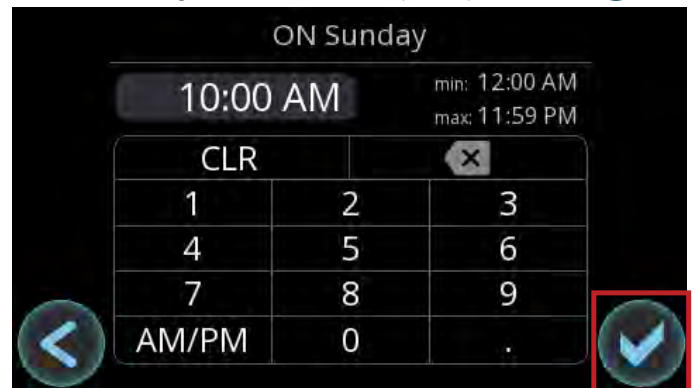 ON Sunday
10:00 AM
min: 12:00 AM
max: 11:59 PM
CLR
1 2 3
4 5 6
7 8 9
AM/PM 0 .